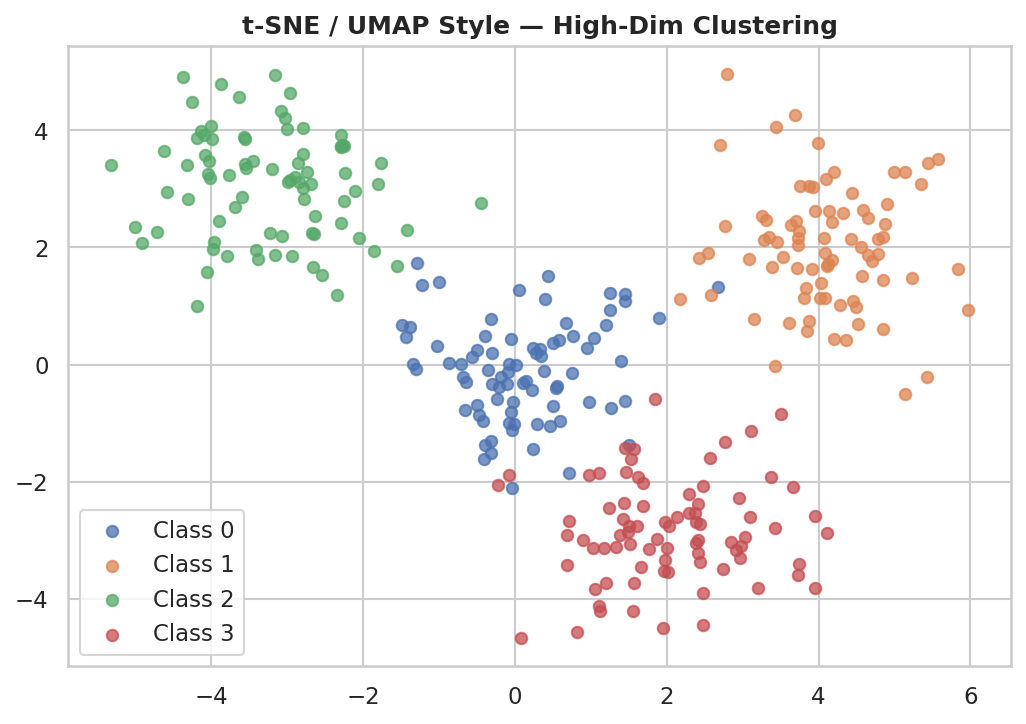 t-SNE / UMAP Style — High-Dim Clustering
4
2
0
−2
−4
Class 0
Class 1
Class 2
Class 3
−4 −2 0 2 4 6